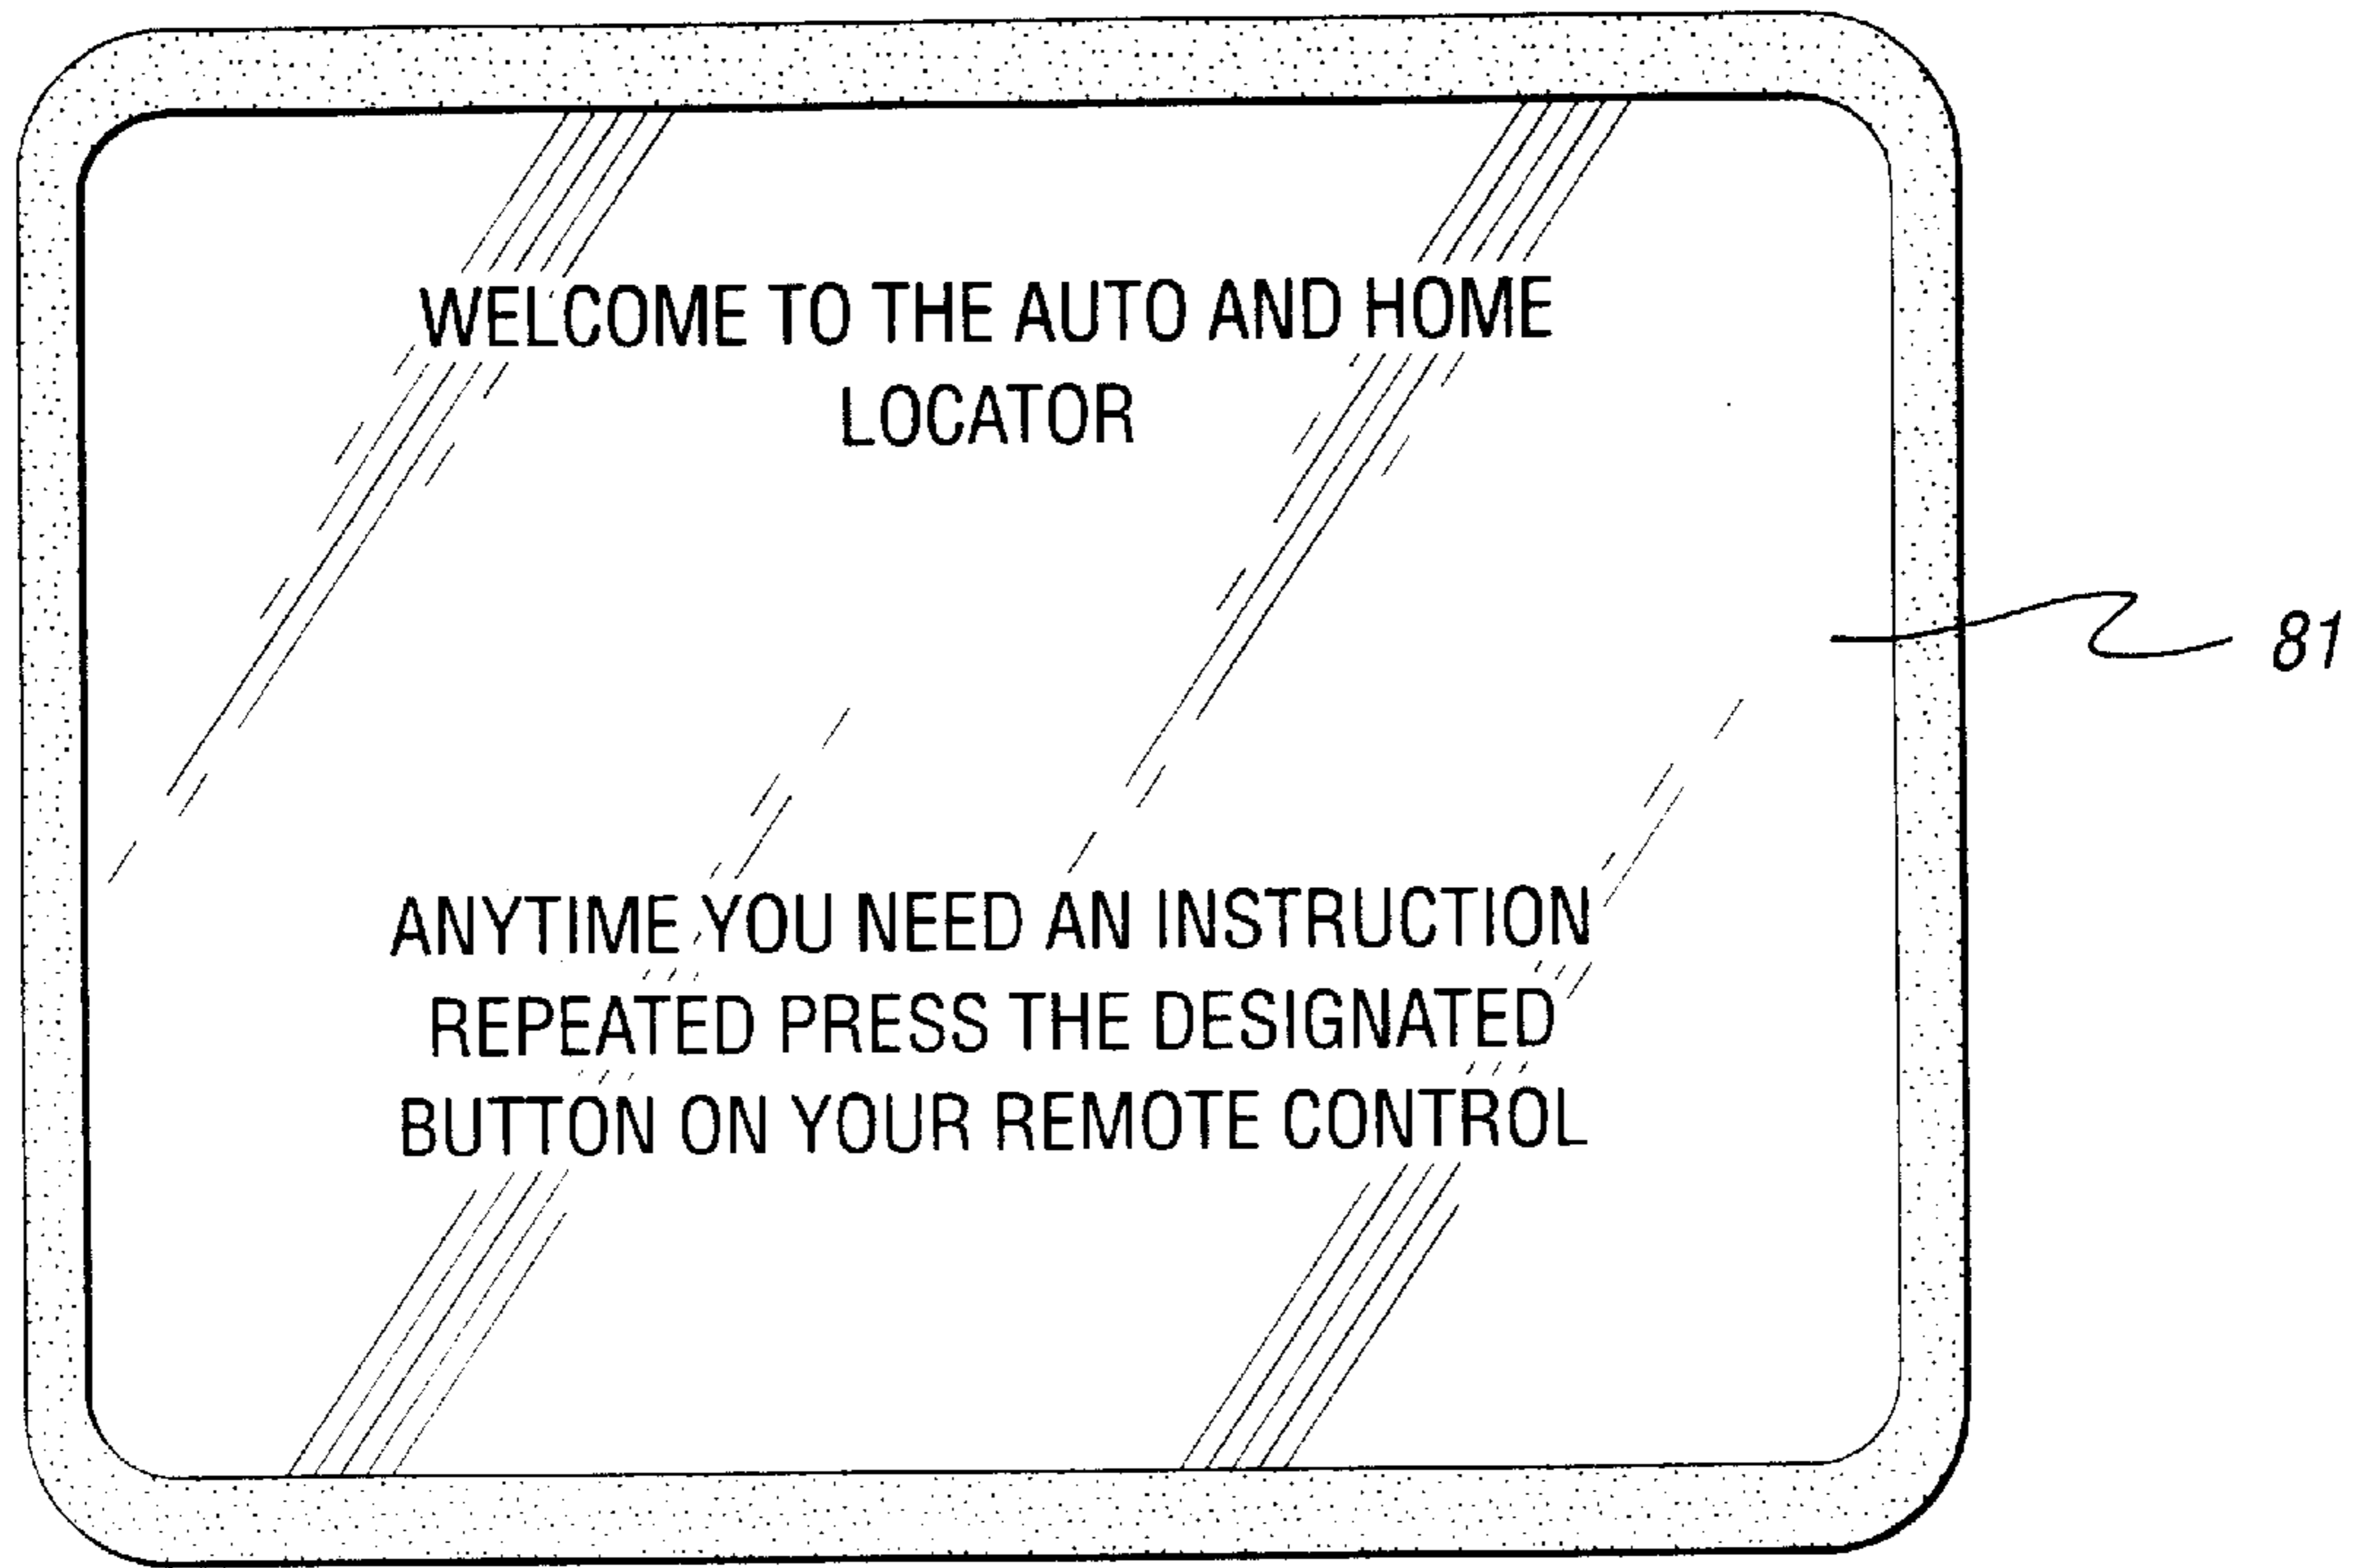 WELCOME TO THE AUTO AND HOME
LOCATOR
81
ANYTIME YOU NEED AN INSTRUCTION
REPEATED PRESS THE DESIGNATED
BUTTON ON YOUR REMOTE CONTROL